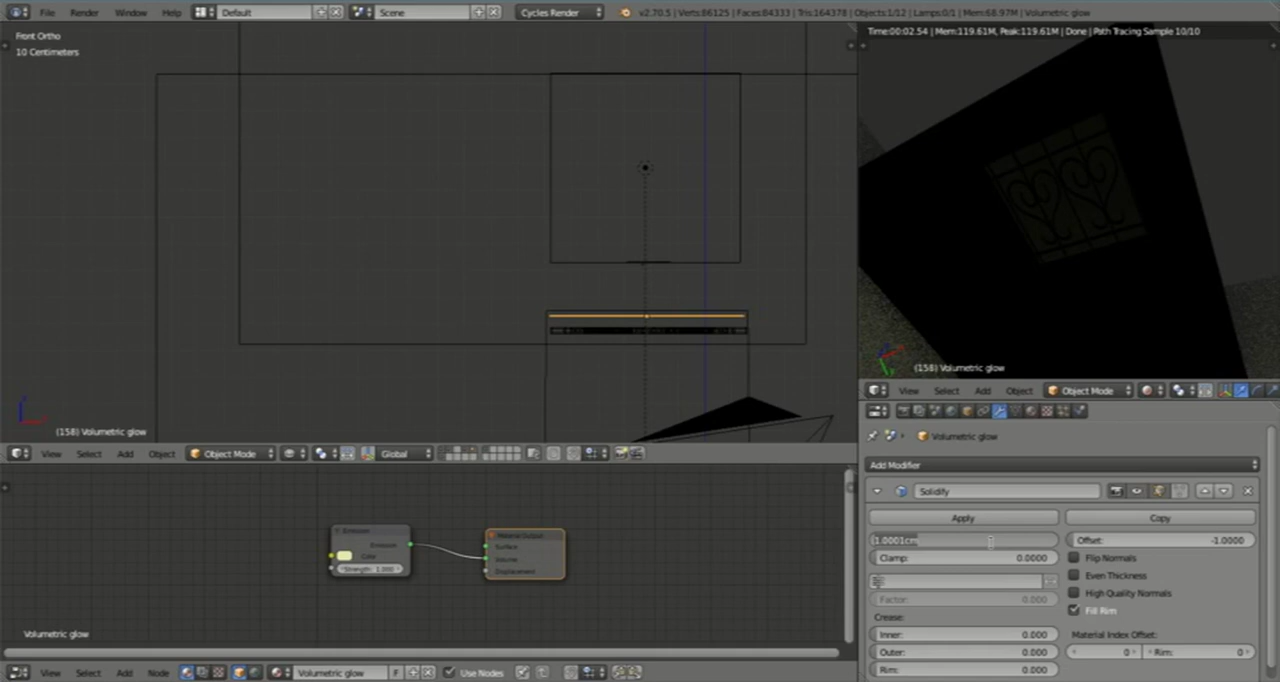 File Render Window Help Default Scene Cycles Render v2.70.5 | Verts:86125 | Faces:84333 | Tris:164378 | Objects:1/12 | Lamps:0/1 | Mem:68.97M | Volumetric glow
Front Ortho
10 Centimeters
Time:00:02.54 | Mem:119.61M, Peak:119.61M | Done | Path Tracing Sample 10/10
(158) Volumetric glow
View Select Add Object Object Mode
Volumetric glow
(158) Volumetric glow
View Select Add Object Object Mode Global
Add Modifier
Solidify
Apply Copy
1.0001cm Offset: -1.0000
Clamp: 0.0000 Flip Normals
Even Thickness
High Quality Normals
Factor: 0.000 Fill Rim
Crease:
Inner: 0.000 Material Index Offset:
Outer: 0.000 0 Rim: 0
Rim: 0.000
Emission
Emission
Color
Strength: 1.000
Material Output
Surface
Volume
Displacement
Volumetric glow
View Select Add Node Volumetric glow F Use Nodes